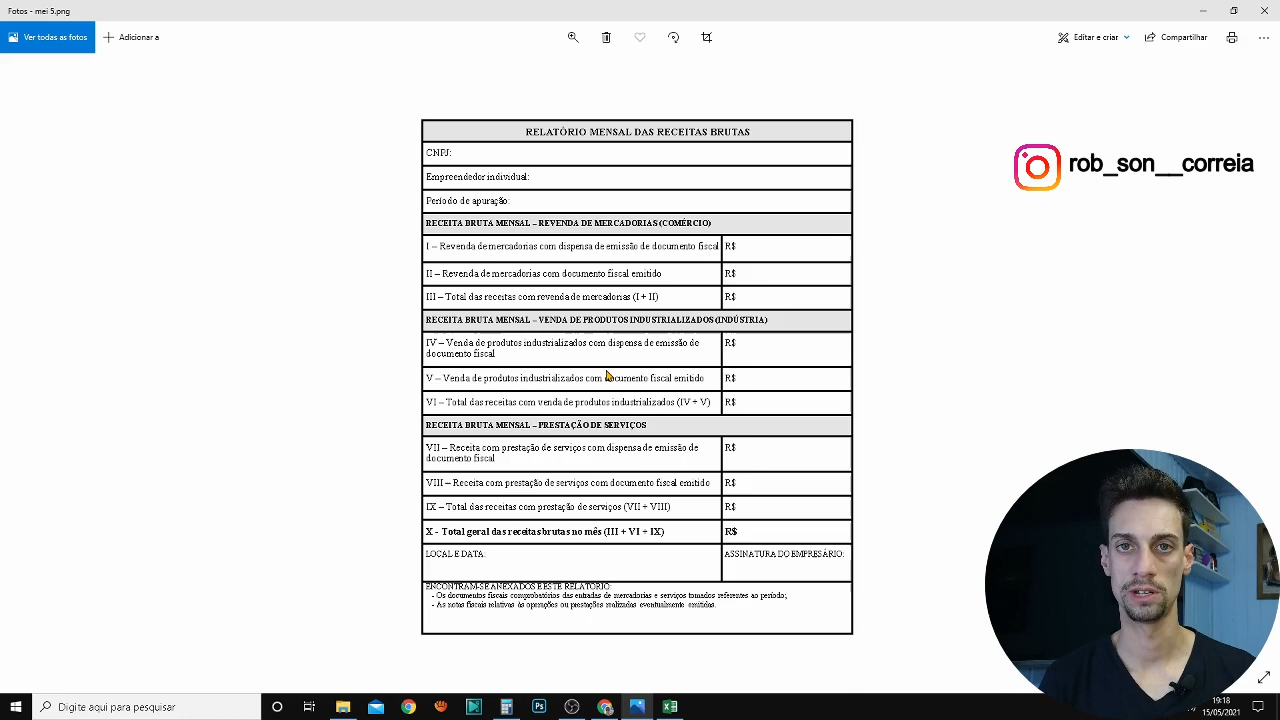 Fotos - mei 5.png
Ver todas as fotos
Adicionar a
Editar e criar
Compartilhar
RELATÓRIO MENSAL DAS RECEITAS BRUTAS
CNPJ:
Empreendedor individual:
Período de apuração:
RECEITA BRUTA MENSAL – REVENDA DE MERCADORIAS (COMÉRCIO)
I – Revenda de mercadorias com dispensa de emissão de documento fiscal R$
II – Revenda de mercadorias com documento fiscal emitido R$
III – Total das receitas com revenda de mercadorias (I + II) R$
RECEITA BRUTA MENSAL – VENDA DE PRODUTOS INDUSTRIALIZADOS (INDÚSTRIA)
IV – Venda de produtos industrializados com dispensa de emissão de R$
documento fiscal
V – Venda de produtos industrializados com documento fiscal emitido R$
VI – Total das receitas com venda de produtos industrializados (IV + V) R$
RECEITA BRUTA MENSAL – PRESTAÇÃO DE SERVIÇOS
VII – Receita com prestação de serviços com dispensa de emissão de R$
documento fiscal
VIII – Receita com prestação de serviços com documento fiscal emitido R$
IX – Total das receitas com prestação de serviços (VII + VIII) R$
X - Total geral das receitas brutas no mês (III + VI + IX) R$
LOCAL E DATA: ASSINATURA DO EMPRESÁRIO:
ENCONTRAM-SE ANEXADOS E ESTE RELATÓRIO:
- Os documentos fiscais comprobatórios das entradas de mercadorias e serviços tomados referentes ao período;
- As notas fiscais relativas às operações ou prestações realizadas eventualmente emitidas.
rob_son__correia
Digite aqui para pesquisar
Ps
19:18
15/05/2021